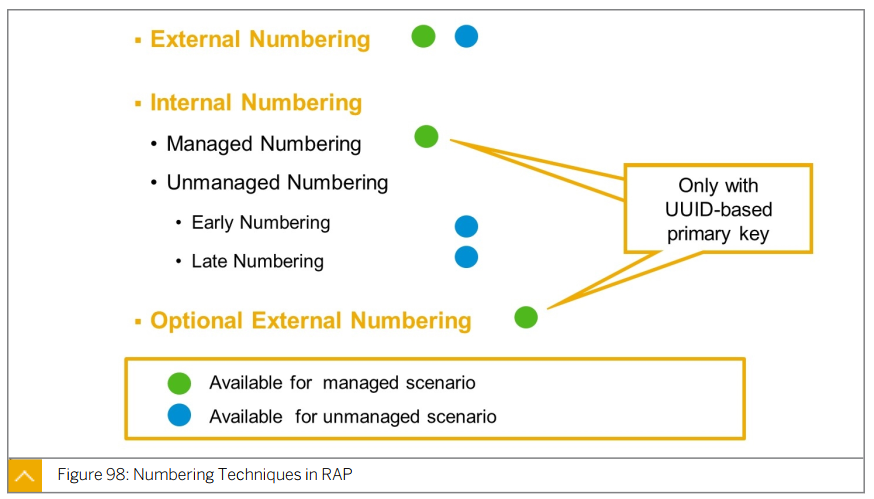 ▪ External Numbering
▪ Internal Numbering
• Managed Numbering
• Unmanaged Numbering
• Early Numbering
• Late Numbering
Only with
UUID-based
primary key
▪ Optional External Numbering
Available for managed scenario
Available for unmanaged scenario
Figure 98: Numbering Techniques in RAP